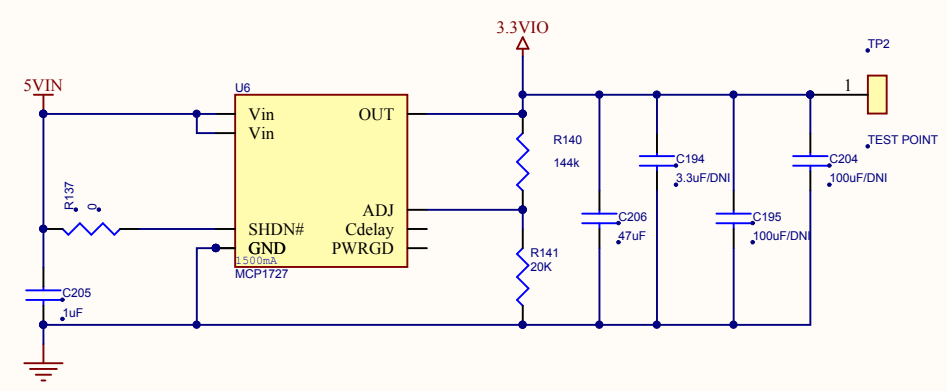 3.3VIO
TP2
5VIN
U6
1
Vin
OUT
Vin
R140
144k
TEST POINT
C194
3.3uF/DNI
C204
100uF/DNI
R137
0
ADJ
SHDN#
Cdelay
GND
PWRGD
1500mA
MCP1727
C206
47uF
C195
100uF/DNI
R141
20K
C205
1uF